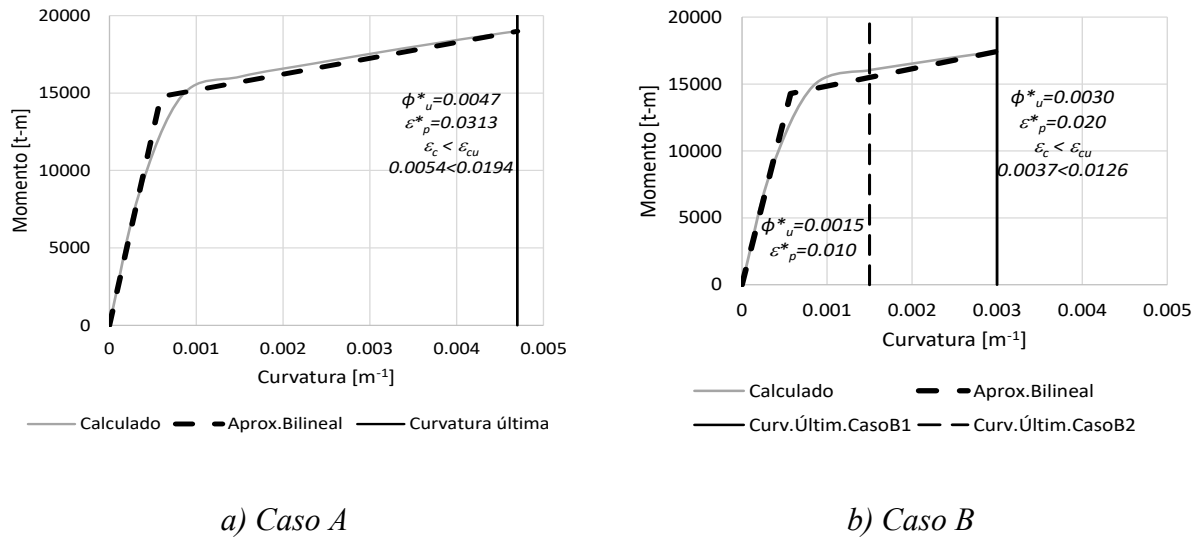 20000
15000
10000
5000
0
Momento [t-m]
0
0.001
0.002
0.003
0.004
0.005
Curvatura [m⁻¹]
ϕ*u=0.0047
ε*p=0.0313
εc < εcu
0.0054<0.0194
Calculado
Aprox.Bilineal
Curvatura última
a) Caso A
20000
15000
10000
5000
0
Momento [t-m]
0
0.001
0.002
0.003
0.004
0.005
Curvatura [m⁻¹]
ϕ*u=0.0015
ε*p=0.010
ϕ*u=0.0030
ε*p=0.020
εc < εcu
0.0037<0.0126
Calculado
Aprox.Bilineal
Curv.Últim.CasoB1
Curv.Últim.CasoB2
b) Caso B